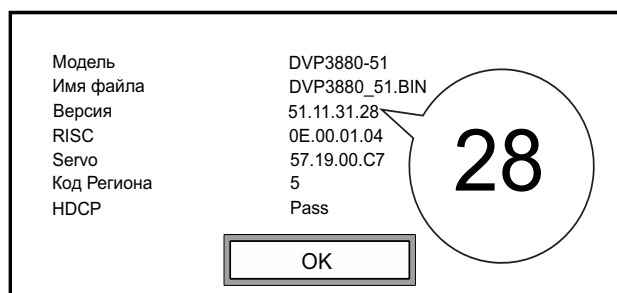 Модель DVP3880-51
Имя файла DVP3880_51.BIN
Версия 51.11.31.28
RISC 0E.00.01.04
Servo 57.19.00.C7
Код Региона 5
HDCP Pass
28
OK